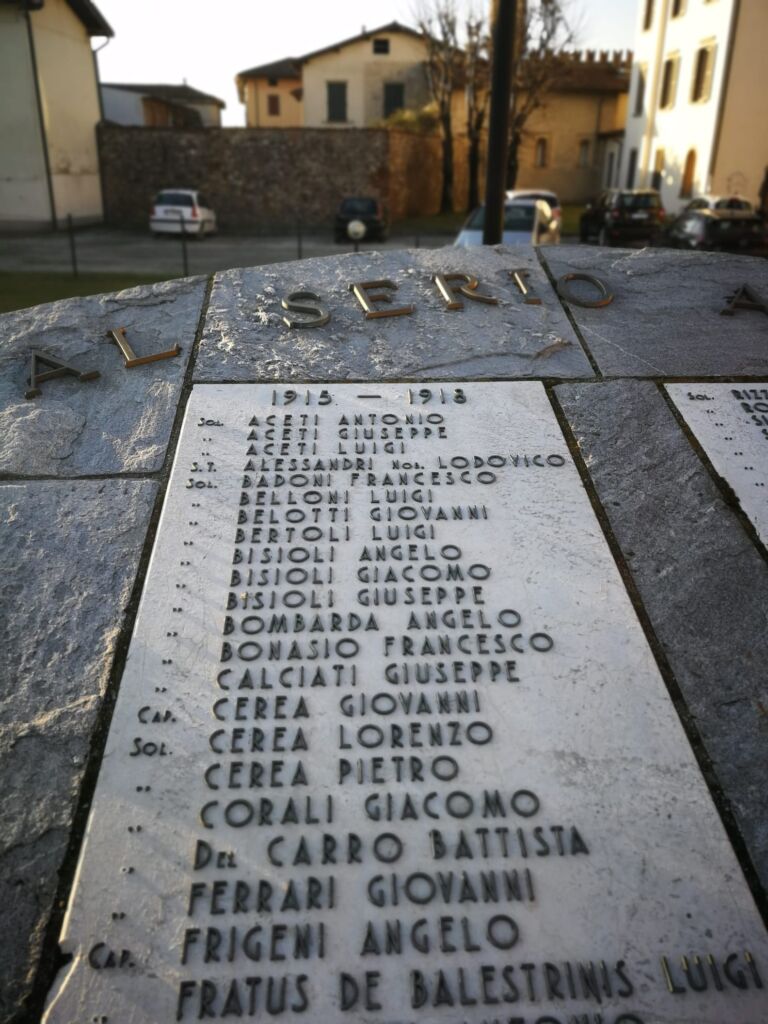 AL SERIO A
1915 — 1918
SOL. ACETI ANTONIO
" ACETI GIUSEPPE
" ACETI LUIGI
S.T. ALESSANDRI NOB. LODOVICO
SOL. BADONI FRANCESCO
" BELLONI LUIGI
" BELOTTI GIOVANNI
" BERTOLI LUIGI
" BISIOLI ANGELO
" BISIOLI GIACOMO
" BISIOLI GIUSEPPE
" BOMBARDA ANGELO
" BONASIO FRANCESCO
" CALCIATI GIUSEPPE
" CEREA GIOVANNI
CAP. CEREA LORENZO
SOL. CEREA PIETRO
" CORALI GIACOMO
" DEL CARRO BATTISTA
" FERRARI GIOVANNI
" FRIGENI ANGELO
CAP. FRATUS DE BALESTRINIS LUIGI
ANTONIO
SOL.